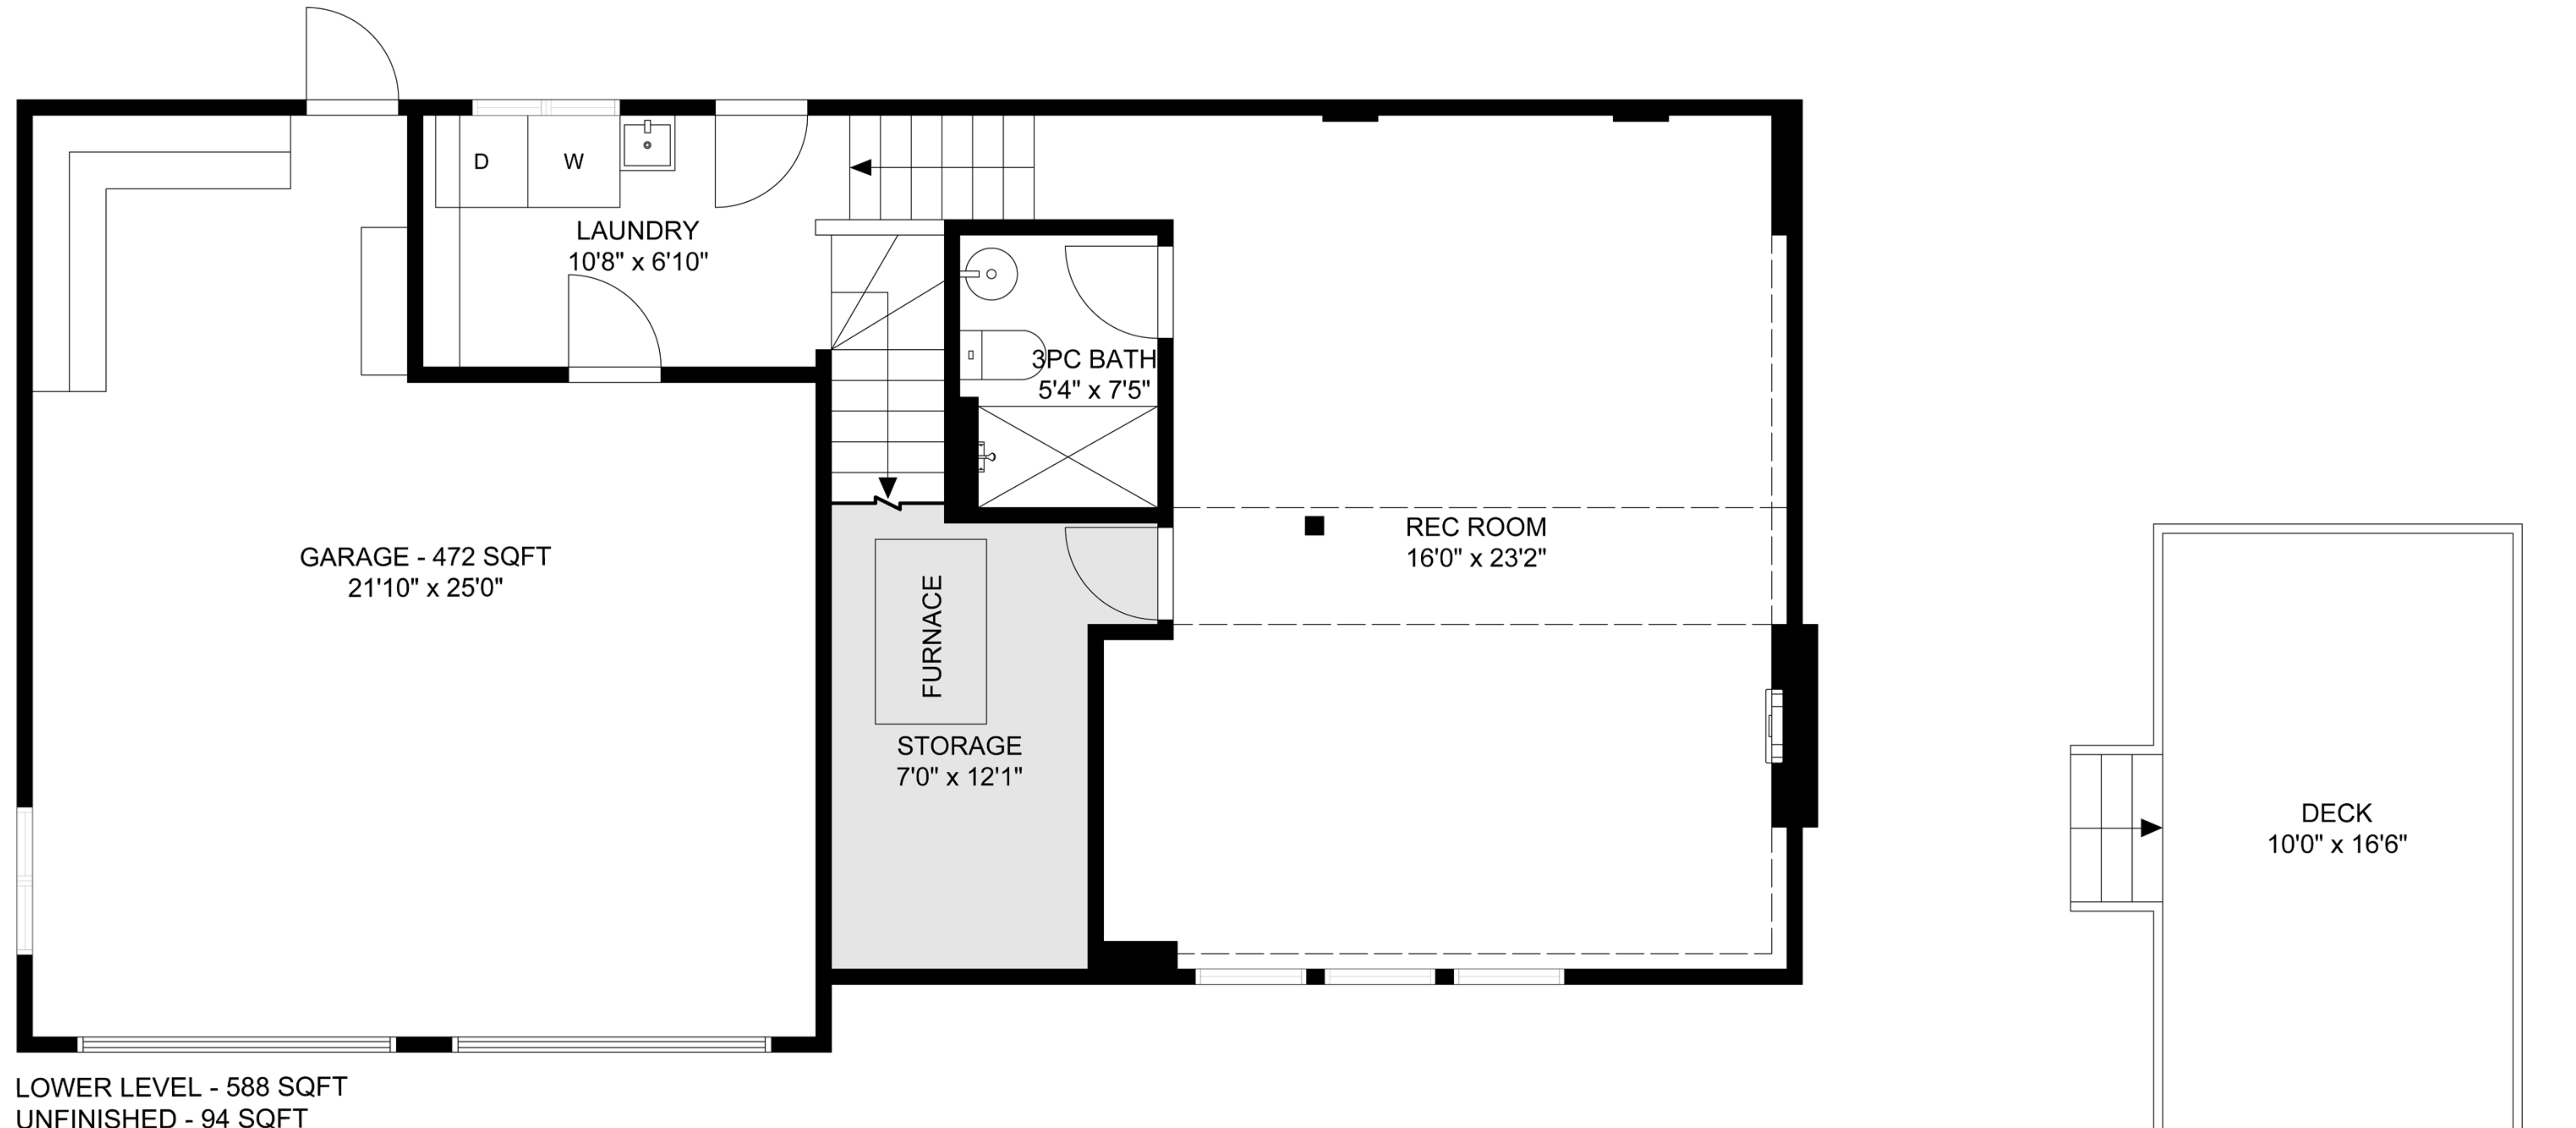 D
W
LAUNDRY
10'8" x 6'10"
3PC BATH
5'4" x 7'5"
GARAGE - 472 SQFT
21'10" x 25'0"
REC ROOM
16'0" x 23'2"
FURNACE
STORAGE
7'0" x 12'1"
DECK
10'0" x 16'6"
LOWER LEVEL - 588 SQFT
UNFINISHED - 94 SQFT